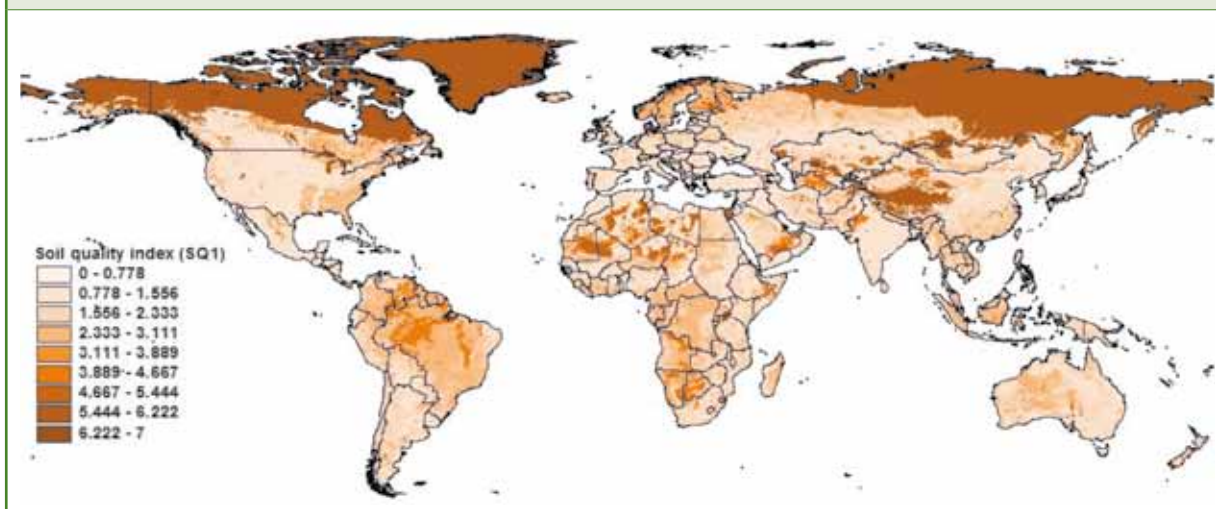 Soil quality index (SQ1)
0 - 0.778
0.778 - 1.556
1.556 - 2.333
2.333 - 3.111
3.111 - 3.889
3.889 - 4.667
4.667 - 5.444
5.444 - 6.222
6.222 - 7